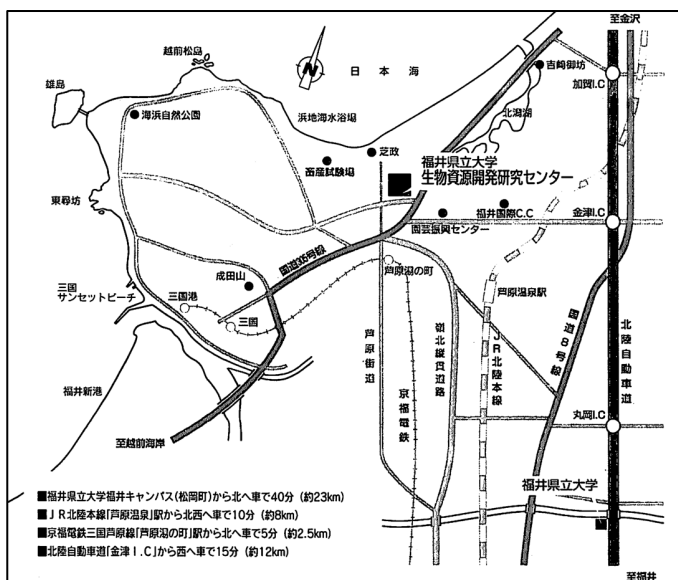 至金沢
越前松島
雄島
日本海
N
吉崎御坊
加賀I.C
海浜自然公園
浜地海水浴場
北潟湖
芝政
畜産試験場
福井県立大学
生物資源開発研究センター
東尋坊
福井国際C.C
園芸振興センター
金津I.C
国道305号線
成田山
芦原湯の町
芦原温泉駅
三国
サンセットビーチ
三国港
三国
芦原街道
嶺北縦貫道路
JR北陸本線
国道8号線
北陸自動車道
福井新港
京福電鉄
至越前海岸
丸岡I.C
福井県立大学
■福井県立大学福井キャンパス(松岡町)から北へ車で40分(約23km)
■JR北陸本線「芦原温泉」駅から北西へ車で10分(約8km)
■京福電鉄三国芦原線「芦原湯の町」駅から北へ車で5分(約2.5km)
■北陸自動車道「金津I.C」から西へ車で15分(約12km)
至福井